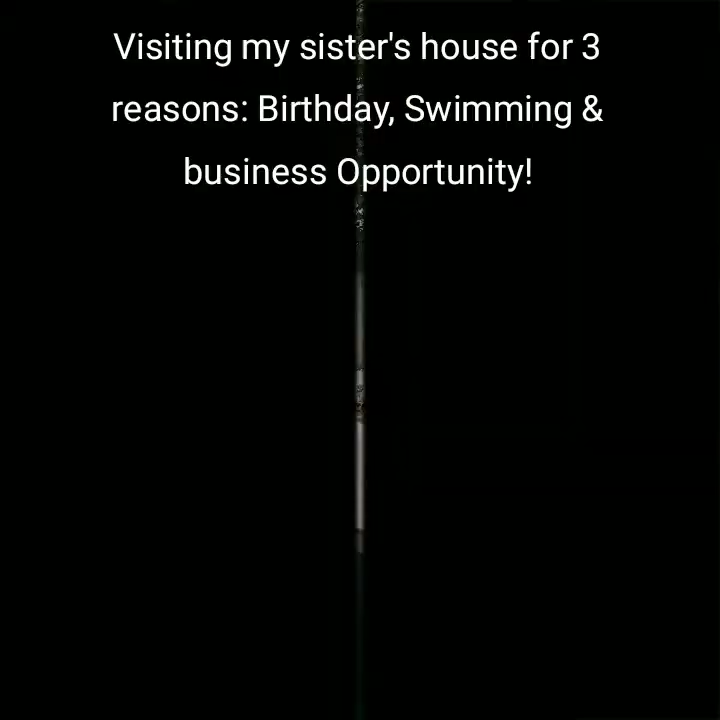 Visiting my sister's house for 3
reasons: Birthday, Swimming &
business Opportunity!